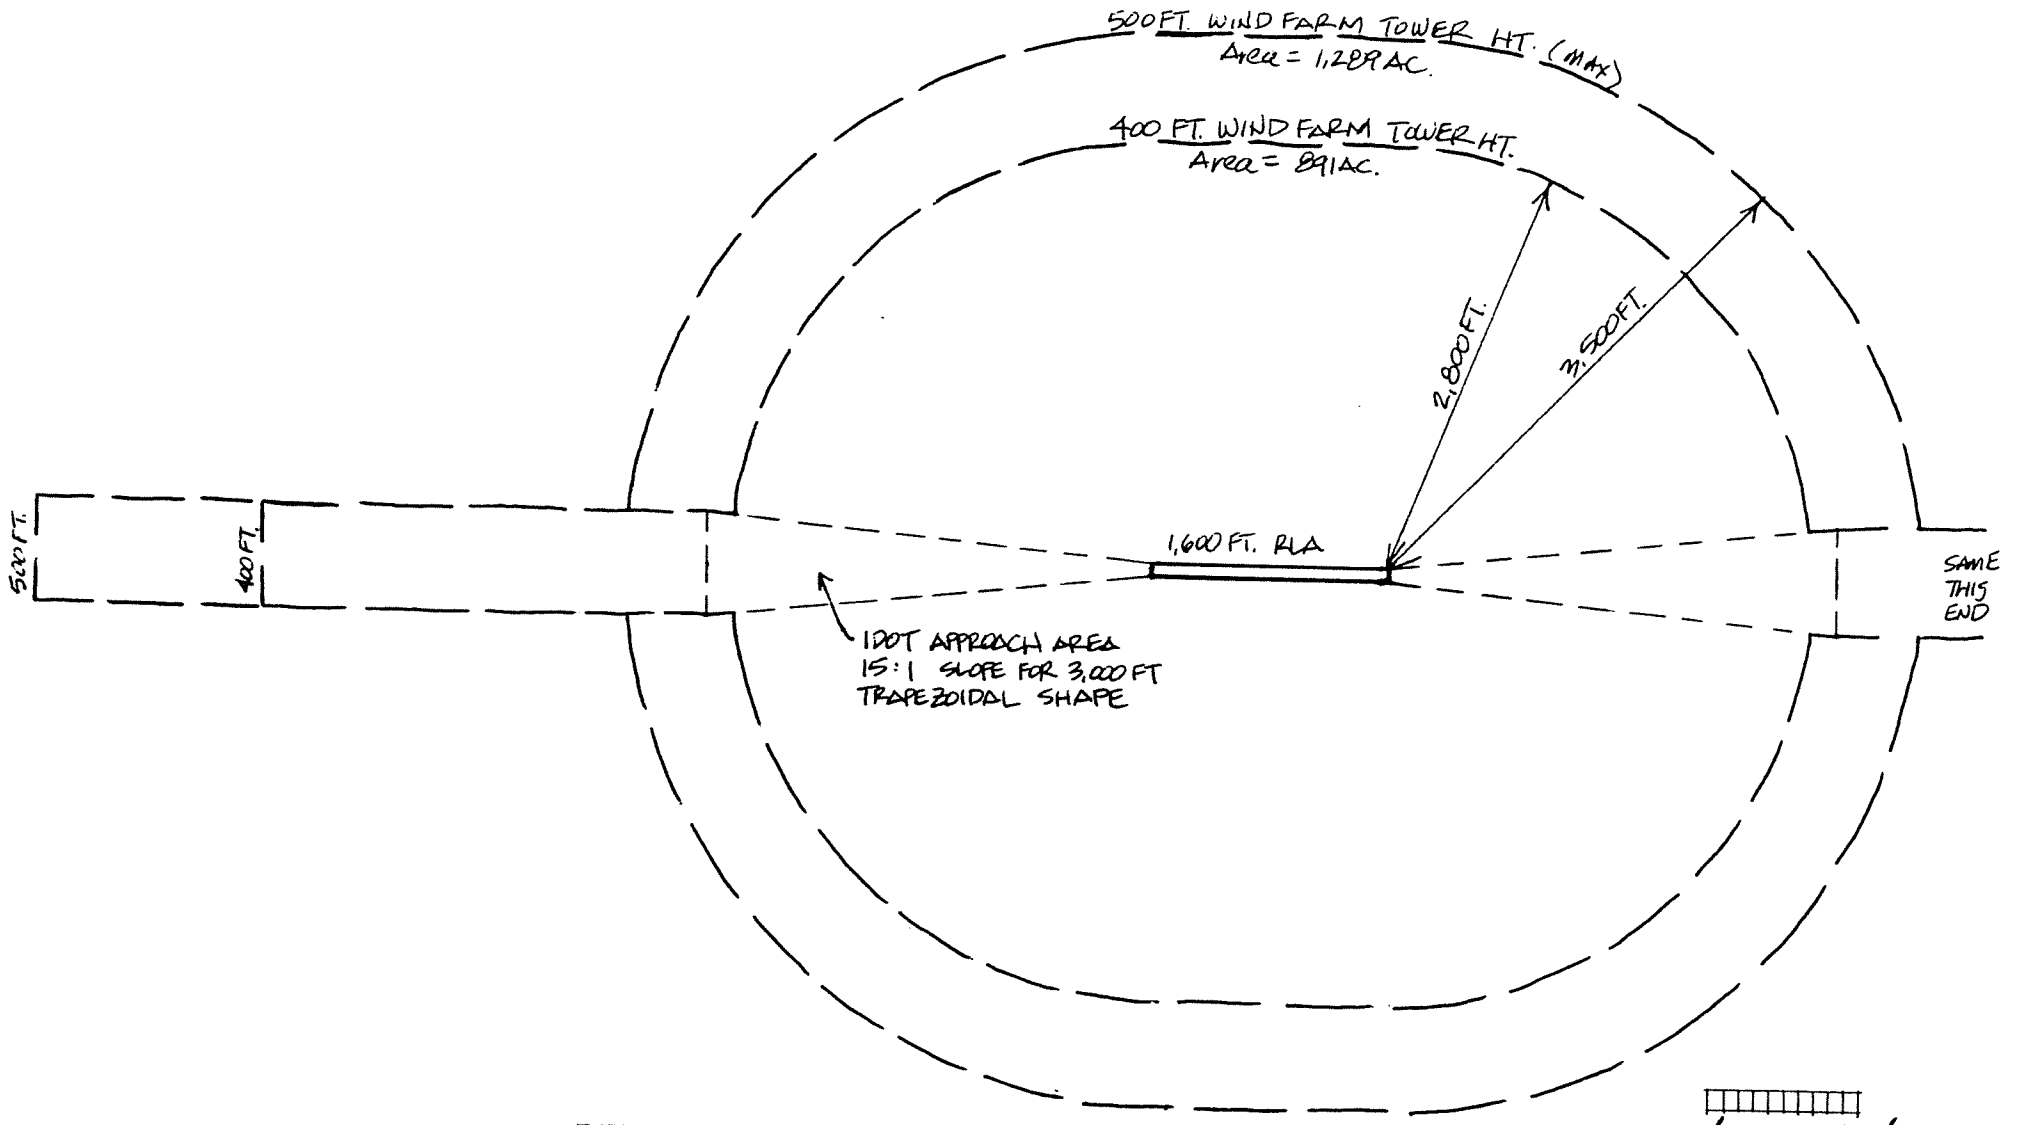 500FT. WIND FARM TOWER HT. (MAX)
Area = 1,289 AC.
400 FT. WIND FARM TOWER HT.
Area = 891 AC.
2,800 FT.
3,500 FT.
500 FT.
400 FT.
1,600 FT. RLA
SAME
THIS
END
IDOT APPROACH AREA
15:1 SLOPE FOR 3,000 FT
TRAPEZOIDAL SHAPE